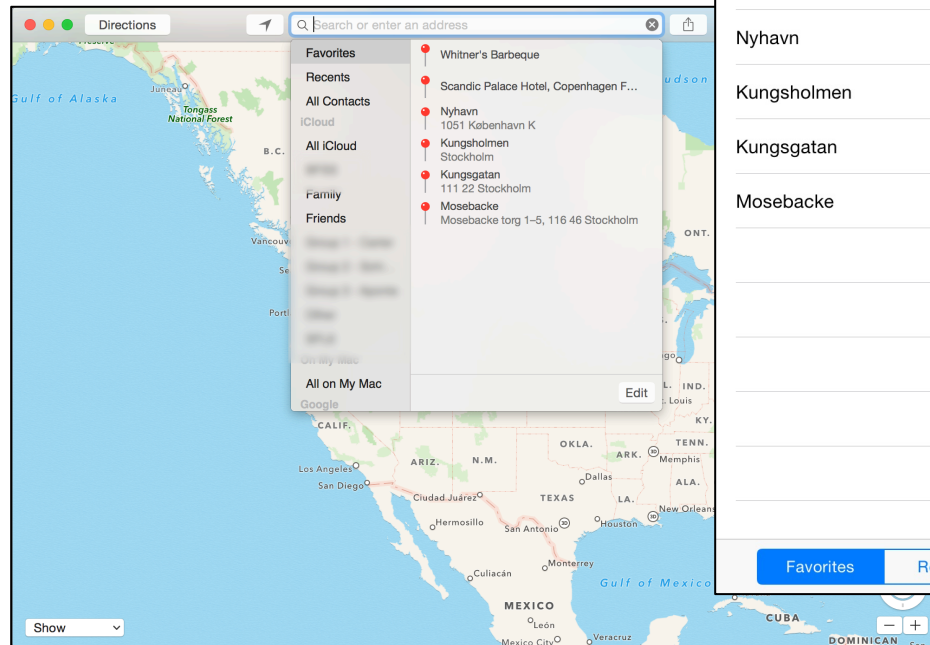 Directions
Search or enter an address
Favorites
Recents
All Contacts
iCloud
All iCloud
Family
Friends
On My Mac
All on My Mac
Google
Whitner's Barbeque
Scandic Palace Hotel, Copenhagen F...
Nyhavn
1051 København K
Kungsholmen
Stockholm
Kungsgatan
111 22 Stockholm
Mosebacke
Mosebacke torg 1–5, 116 46 Stockholm
Edit
Nyhavn
Kungsholmen
Kungsgatan
Mosebacke
Favorites
Gulf of Alaska
Juneau
Tongass
National Forest
B.C.
ONT.
IND.
KY.
CALIF.
OKLA.
TENN.
ARIZ.
N.M.
ARK.
3D
Memphis
Los Angeles
San Diego
Dallas
ALA.
Ciudad Juárez
TEXAS
LA.
Hermosillo
San Antonio
3D
Houston
3D
New Orleans
Culiacán
Monterrey
Gulf of Mexico
MEXICO
León
Mexico City
Veracruz
CUBA
DOMINICAN
Show
− +